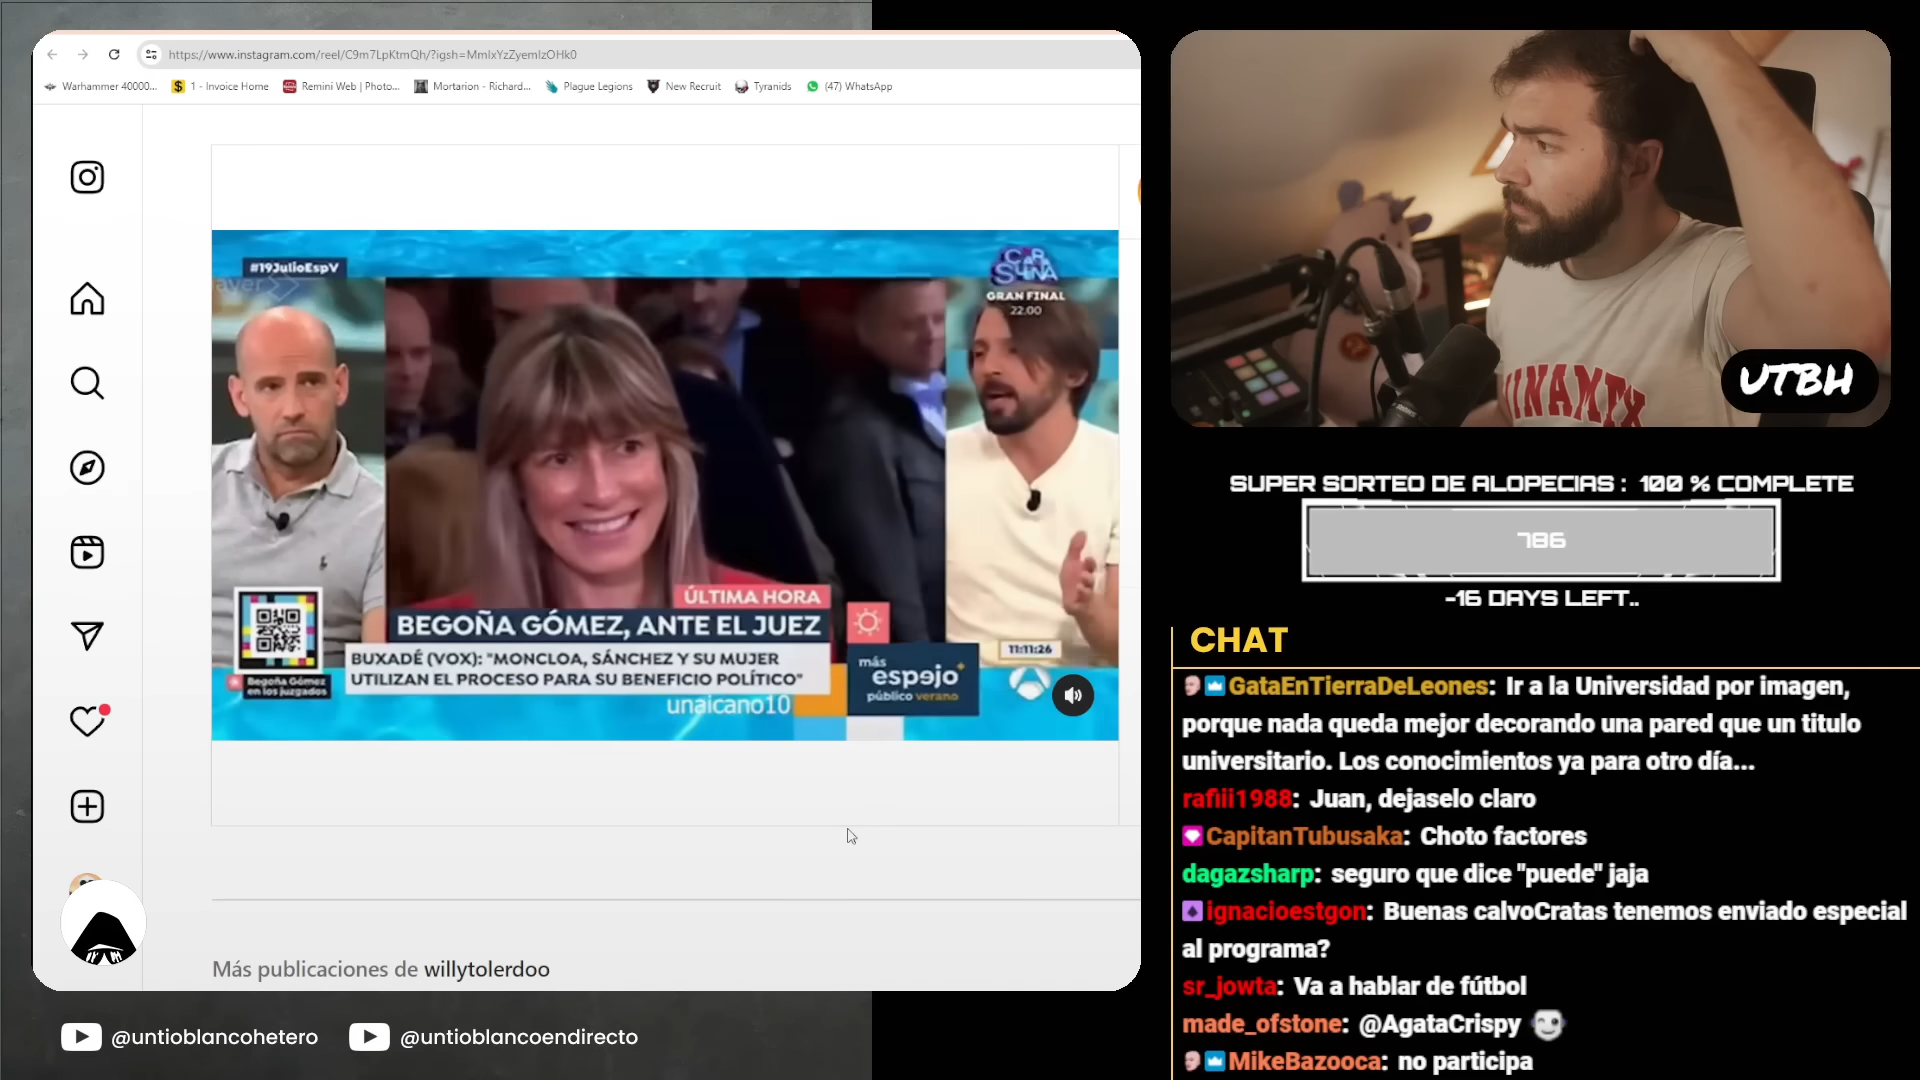 https://www.instagram.com/reel/C9m7LpKtmQh/?igsh=MmlxYzZyemIzOHk0
Warhammer 40000...
1 - Invoice Home
Remini Web | Photo...
Mortarion - Richard...
Plague Legions
New Recruit
Tyranids
(47) WhatsApp
#19JulioEspV
GRAN FINAL
22.00
ÚLTIMA HORA
BEGOÑA GÓMEZ, ANTE EL JUEZ
BUXADÉ (VOX): "MONCLOA, SÁNCHEZ Y SU MUJER
UTILIZAN EL PROCESO PARA SU BENEFICIO POLÍTICO"
Begoña Gómez
en los juzgados
unaicano10
11:11:26
más
espejo
público verano
Más publicaciones de willytolerdoo
@untioblancohetero
@untioblancoendirecto
UTBH
SUPER SORTEO DE ALOPECIAS : 100 % COMPLETE
786
-16 DAYS LEFT..
CHAT
GataEnTierraDeLeones: Ir a la Universidad por imagen,
porque nada queda mejor decorando una pared que un titulo
universitario. Los conocimientos ya para otro día...
rafiii1988: Juan, dejaselo claro
CapitanTubusaka: Choto factores
dagazsharp: seguro que dice "puede" jaja
ignacioestgon: Buenas calvoCratas tenemos enviado especial
al programa?
sr_jowta: Va a hablar de fútbol
made_ofstone: @AgataCrispy
MikeBazooca: no participa